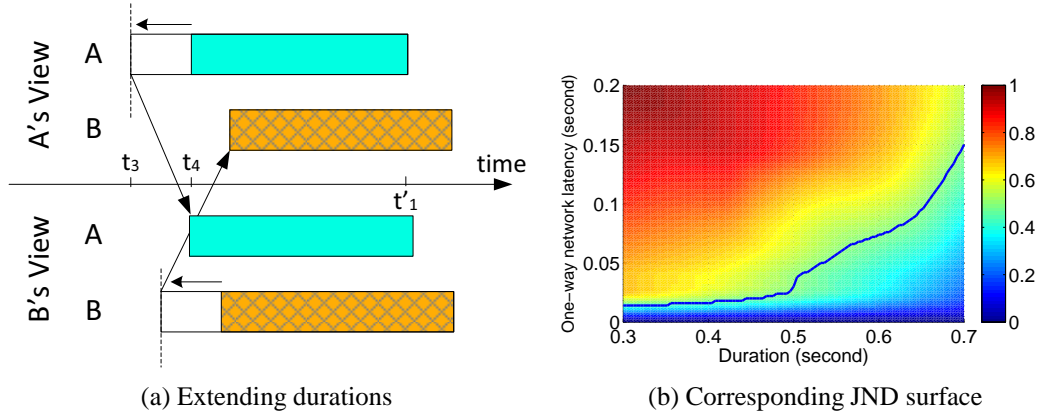 A's View
A
B
t₃
t₄
time
t'₁
B's View
A
B
(a) Extending durations
One−way network latency (second)
0.2
0.15
0.1
0.05
0
0.3
0.4
0.5
0.6
0.7
Duration (second)
1
0.8
0.6
0.4
0.2
0
(b) Corresponding JND surface